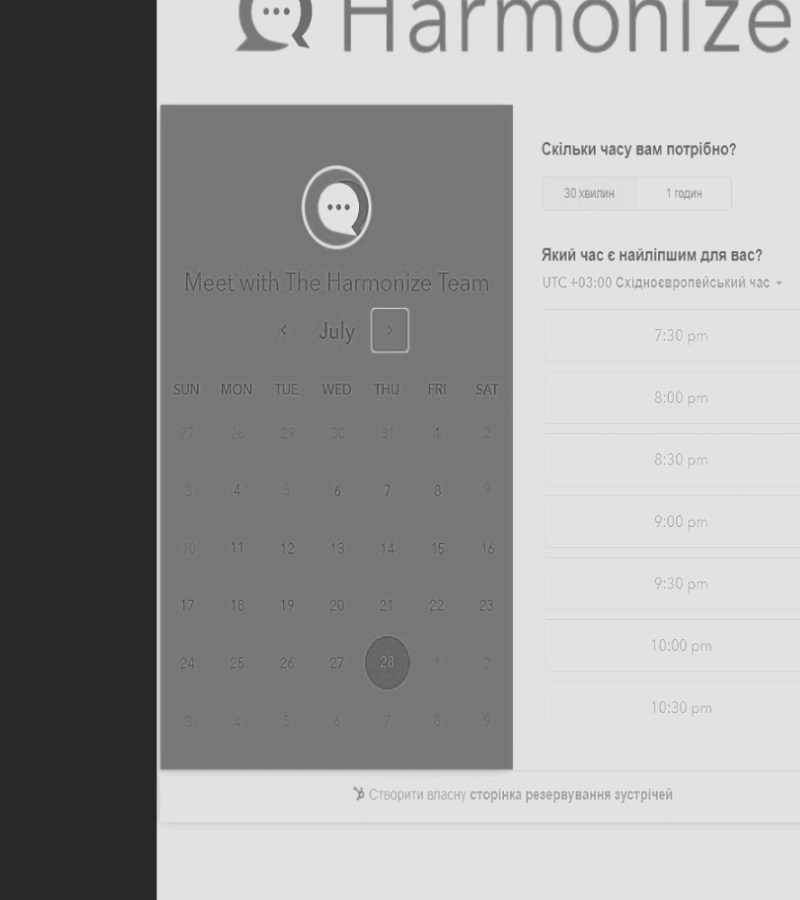 Harmonize
Meet with The Harmonize Team
July
SUN MON TUE WED THU FRI SAT
27 28 29 30 31 1 2
3 4 5 6 7 8 9
10 11 12 13 14 15 16
17 18 19 20 21 22 23
24 25 26 27 28 1 2
3 4 5 6 7 8 9
Скільки часу вам потрібно?
30 хвилин 1 годин
Який час є найліпшим для вас?
UTC +03:00 Східноєвропейський час
7:30 pm
8:00 pm
8:30 pm
9:00 pm
9:30 pm
10:00 pm
10:30 pm
Створити власну сторінка резервування зустрічей